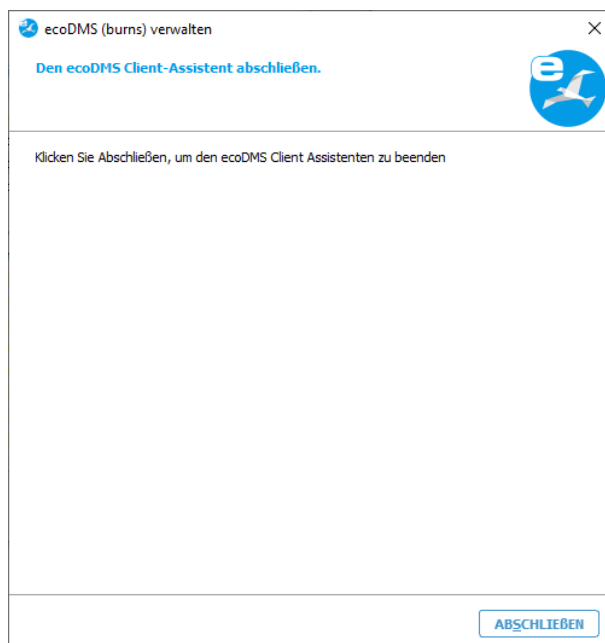 ecoDMS (burns) verwalten
Den ecoDMS Client-Assistent abschließen.
e
Klicken Sie Abschließen, um den ecoDMS Client Assistenten zu beenden
ABSCHLIEßEN